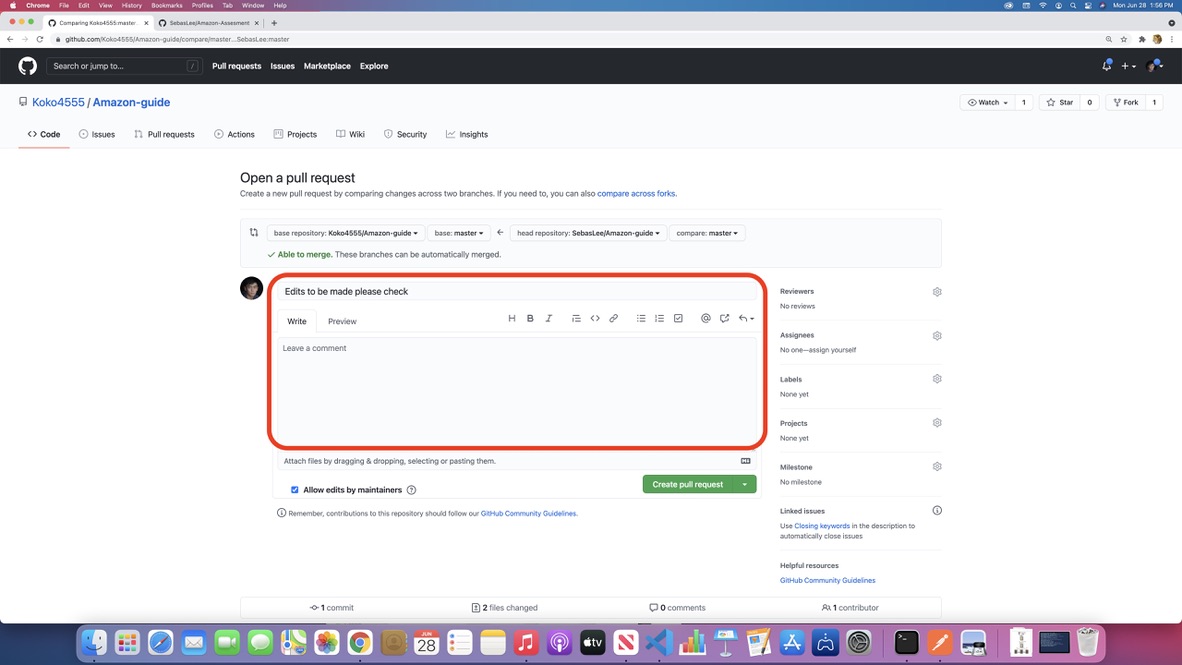 Chrome File Edit View History Bookmarks Profiles Tab Window Help Mon Jun 28 1:56 PM
Comparing Koko4555:master... SebasLee/Amazon-Assesment
github.com/Koko4555/Amazon-guide/compare/master...SebasLee:master
Search or jump to... / Pull requests Issues Marketplace Explore
Koko4555 / Amazon-guide Watch 1 Star 0 Fork 1
Code Issues Pull requests Actions Projects Wiki Security Insights
Open a pull request
Create a new pull request by comparing changes across two branches. If you need to, you can also compare across forks.
base repository: Koko4555/Amazon-guide base: master head repository: SebasLee/Amazon-guide compare: master
Able to merge. These branches can be automatically merged.
Edits to be made please check
Write Preview
Leave a comment
Attach files by dragging & dropping, selecting or pasting them.
Allow edits by maintainers Create pull request
Remember, contributions to this repository should follow our GitHub Community Guidelines.
Reviewers
No reviews
Assignees
No one—assign yourself
Labels
None yet
Projects
None yet
Milestone
No milestone
Linked issues
Use Closing keywords in the description to
automatically close issues
Helpful resources
GitHub Community Guidelines
1 commit 2 files changed 0 comments 1 contributor
JUN
28
tv